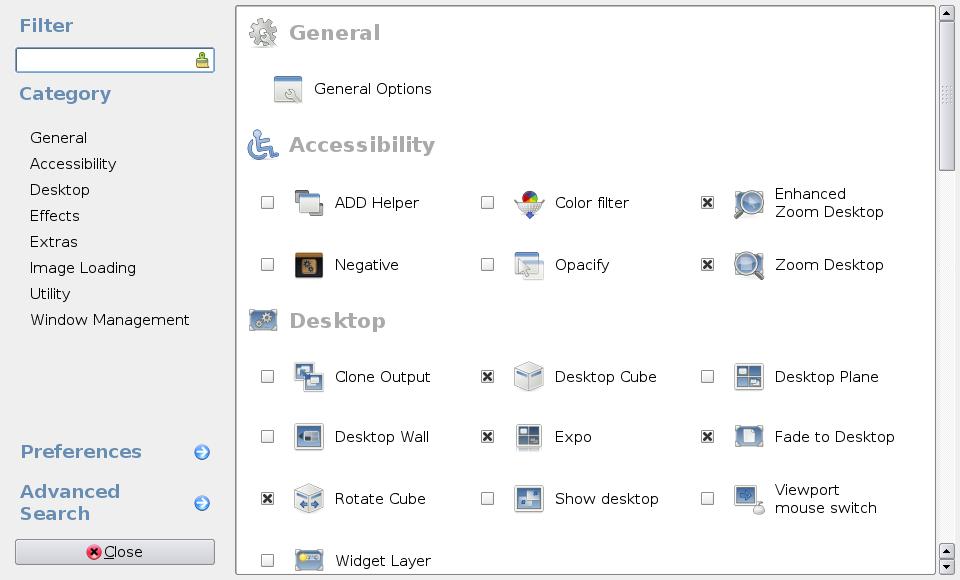 Filter
Category
General
Accessibility
Desktop
Effects
Extras
Image Loading
Utility
Window Management
Preferences
Advanced
Search
Close
General
General Options
Accessibility
ADD Helper
Color filter
Enhanced
Zoom Desktop
Negative
Opacify
Zoom Desktop
Desktop
Clone Output
Desktop Cube
Desktop Plane
Desktop Wall
Expo
Fade to Desktop
Rotate Cube
Show desktop
Viewport
mouse switch
Widget Layer